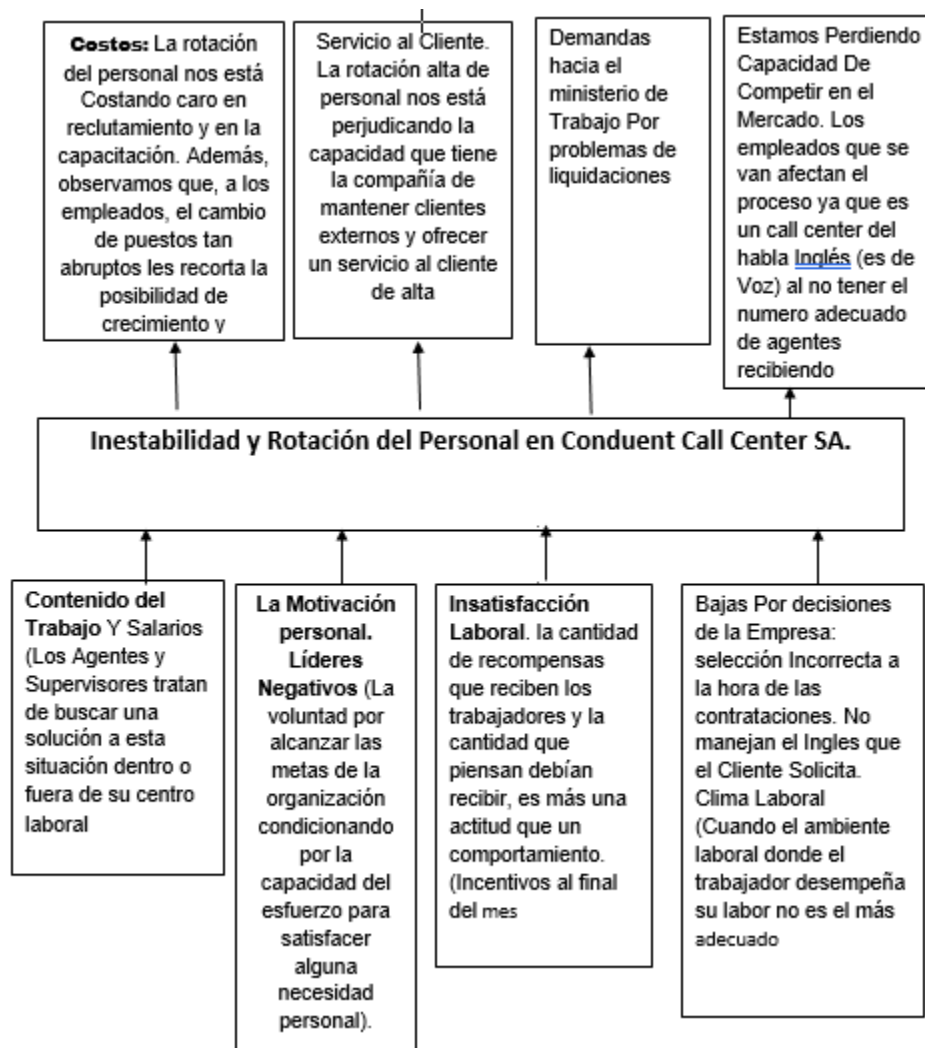 Costos: La rotación
del personal nos está
Costando caro en
reclutamiento y en la
capacitación. Además,
observamos que, a los
empleados, el cambio
de puestos tan
abruptos les recorta la
posibilidad de
crecimiento y
Servicio al Cliente.
La rotación alta de
personal nos está
perjudicando la
capacidad que tiene
la compañía de
mantener clientes
externos y ofrecer
un servicio al cliente
de alta
Demandas
hacia el
ministerio de
Trabajo Por
problemas de
liquidaciones
Estamos Perdiendo
Capacidad De
Competir en el
Mercado. Los
empleados que se
van afectan el
proceso ya que es
un call center del
habla Inglés (es de
Voz) al no tener el
numero adecuado
de agentes
recibiendo
Inestabilidad y Rotación del Personal en Conduent Call Center SA.
Contenido del
Trabajo Y Salarios
(Los Agentes y
Supervisores tratan
de buscar una
solución a esta
situación dentro o
fuera de su centro
laboral
La Motivación
personal.
Líderes
Negativos (La
voluntad por
alcanzar las
metas de la
organización
condicionando
por la
capacidad del
esfuerzo para
satisfacer
alguna
necesidad
personal).
Insatisfacción
Laboral. la cantidad
de recompensas
que reciben los
trabajadores y la
cantidad que
piensan debían
recibir, es más una
actitud que un
comportamiento.
(Incentivos al final
del mes
Bajas Por decisiones
de la Empresa:
selección Incorrecta a
la hora de las
contrataciones. No
manejan el Ingles que
el Cliente Solicita.
Clima Laboral
(Cuando el ambiente
laboral donde el
trabajador desempeña
su labor no es el más
adecuado